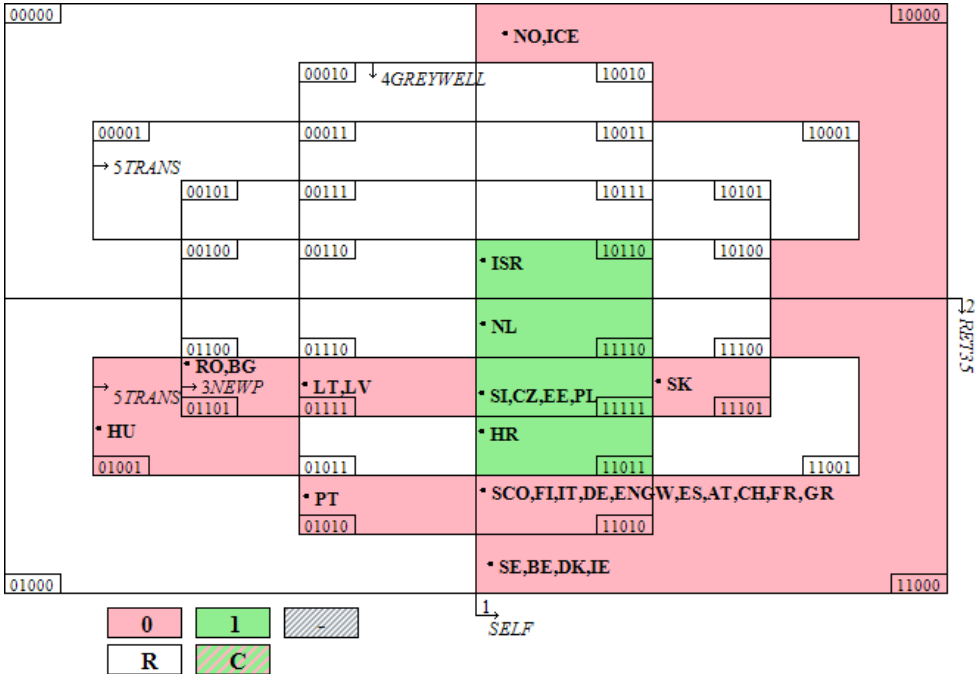 00000 10000
NO,ICE
00010 4GREYWELL 10010
00001 00011 10011 10001
5TRANS
00101 00111 10111 10101
00100 00110 10110 10100
ISR
2
RET35
NL
01100 01110 11110 11100
RO,BG
5TRANS 3NEWP LT,LV SI,CZ,EE,PL SK
01101 01111 11111 11101
HU HR
01001 01011 11011 11001
PT SCO,FI,IT,DE,ENGW,ES,AT,CH,FR,GR
01010 11010
SE,BE,DK,IE
01000 11000
1
SELF
0 1 -
R C